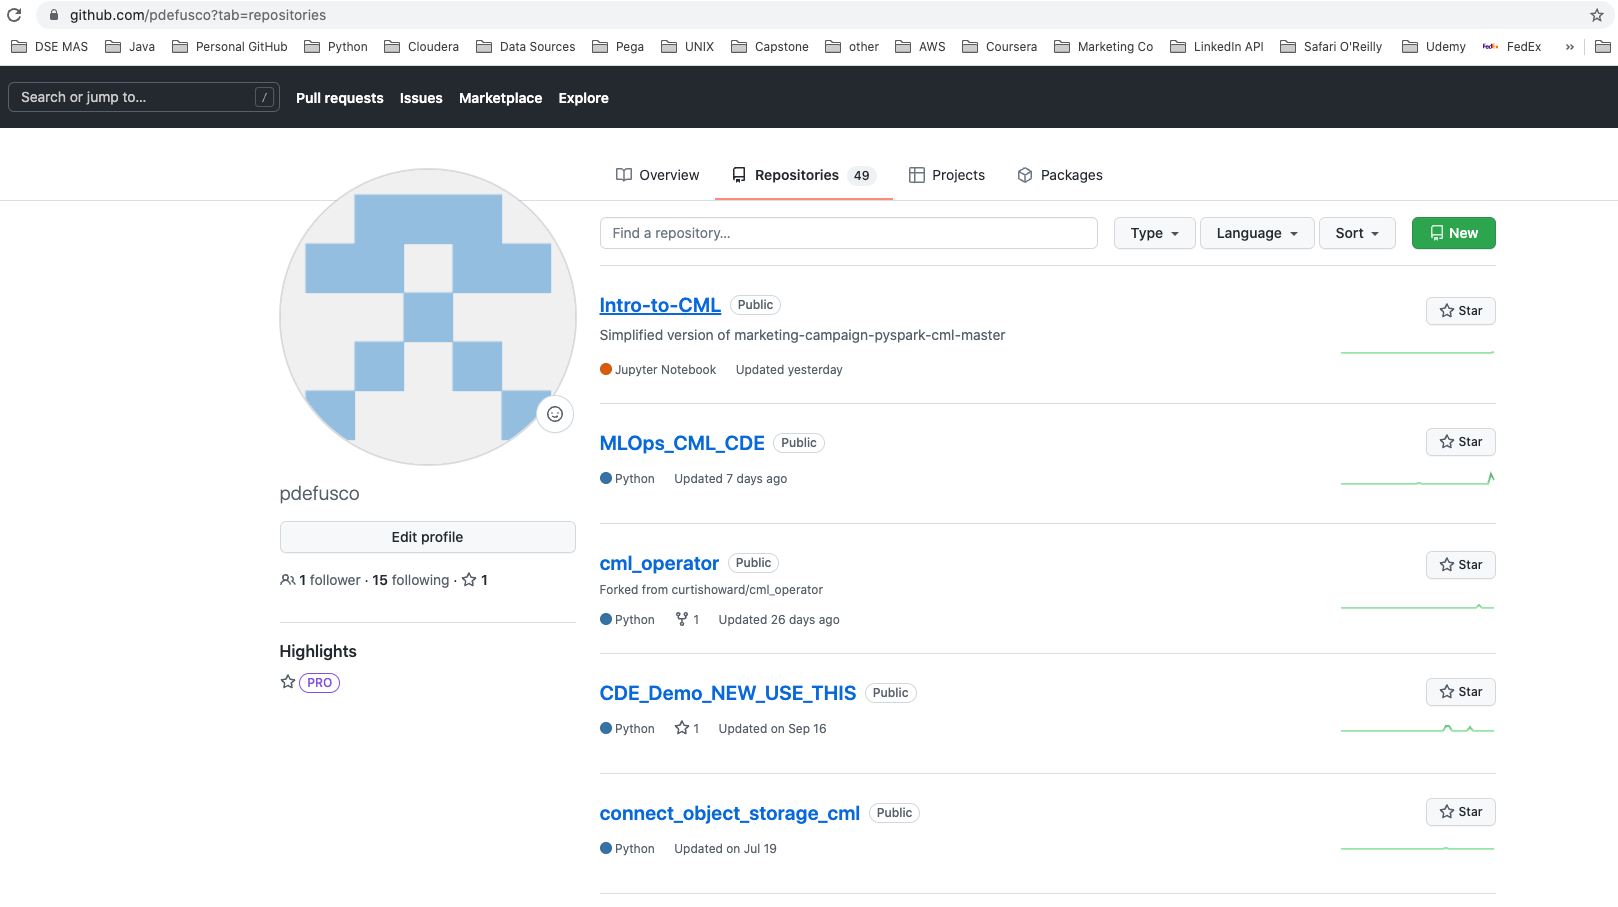 github.com/pdefusco?tab=repositories
DSE MAS Java Personal GitHub Python Cloudera Data Sources Pega UNIX Capstone other AWS Coursera Marketing Co LinkedIn API Safari O'Reilly Udemy FedEx FedEx »
Search or jump to... / Pull requests Issues Marketplace Explore
Overview Repositories 49 Projects Packages
Find a repository... Type Language Sort New
Intro-to-CML Public Star
Simplified version of marketing-campaign-pyspark-cml-master
Jupyter Notebook Updated yesterday
MLOps_CML_CDE Public Star
Python Updated 7 days ago
pdefusco
Edit profile
1 follower · 15 following · 1
Highlights
PRO
cml_operator Public Star
Forked from curtishoward/cml_operator
Python 1 Updated 26 days ago
CDE_Demo_NEW_USE_THIS Public Star
Python 1 Updated on Sep 16
connect_object_storage_cml Public Star
Python Updated on Jul 19